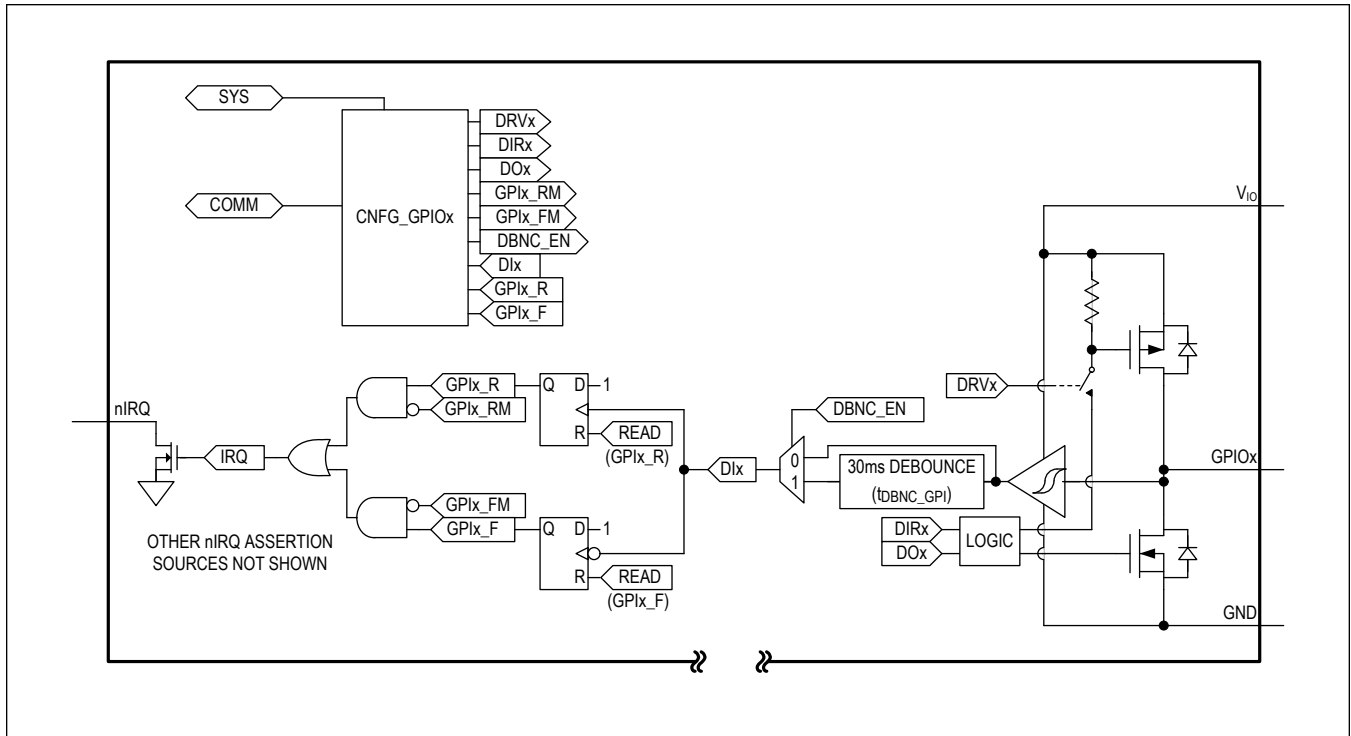 SYS
COMM
CNFG_GPIOx
DRVx
DIRx
DOx
GPIx_RM
GPIx_FM
DBNC_EN
DIx
GPIx_R
GPIx_F
VIO
DRVx
nIRQ
GPIx_R
GPIx_RM
Q D 1
R READ
(GPIx_R)
DBNC_EN
IRQ
DIx
0
1
30ms DEBOUNCE
(tDBNC_GPI)
GPIOx
GPIx_FM
GPIx_F
Q D 1
R READ
(GPIx_F)
DIRx
DOx
LOGIC
OTHER nIRQ ASSERTION
SOURCES NOT SHOWN
GND